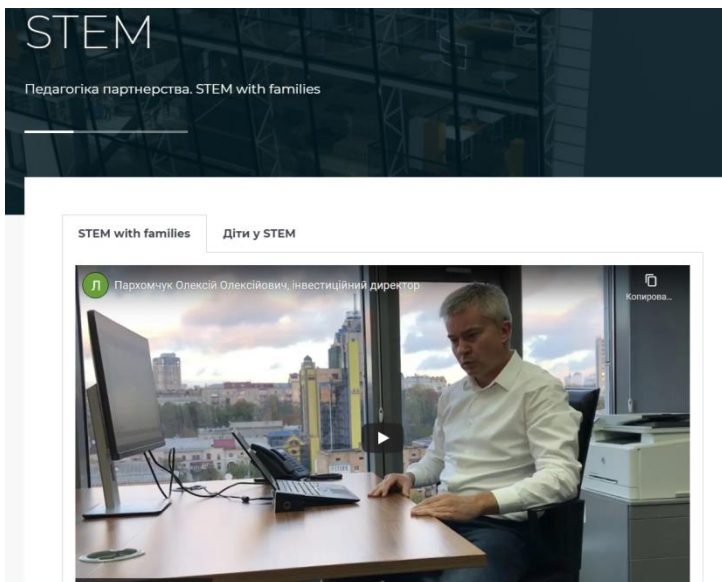 STEM
Педагогіка партнерства. STEM with families
STEM with families
Діти у STEM
Л
Пархомчук Олексій Олексійович, інвестиційний директор
Копирова...